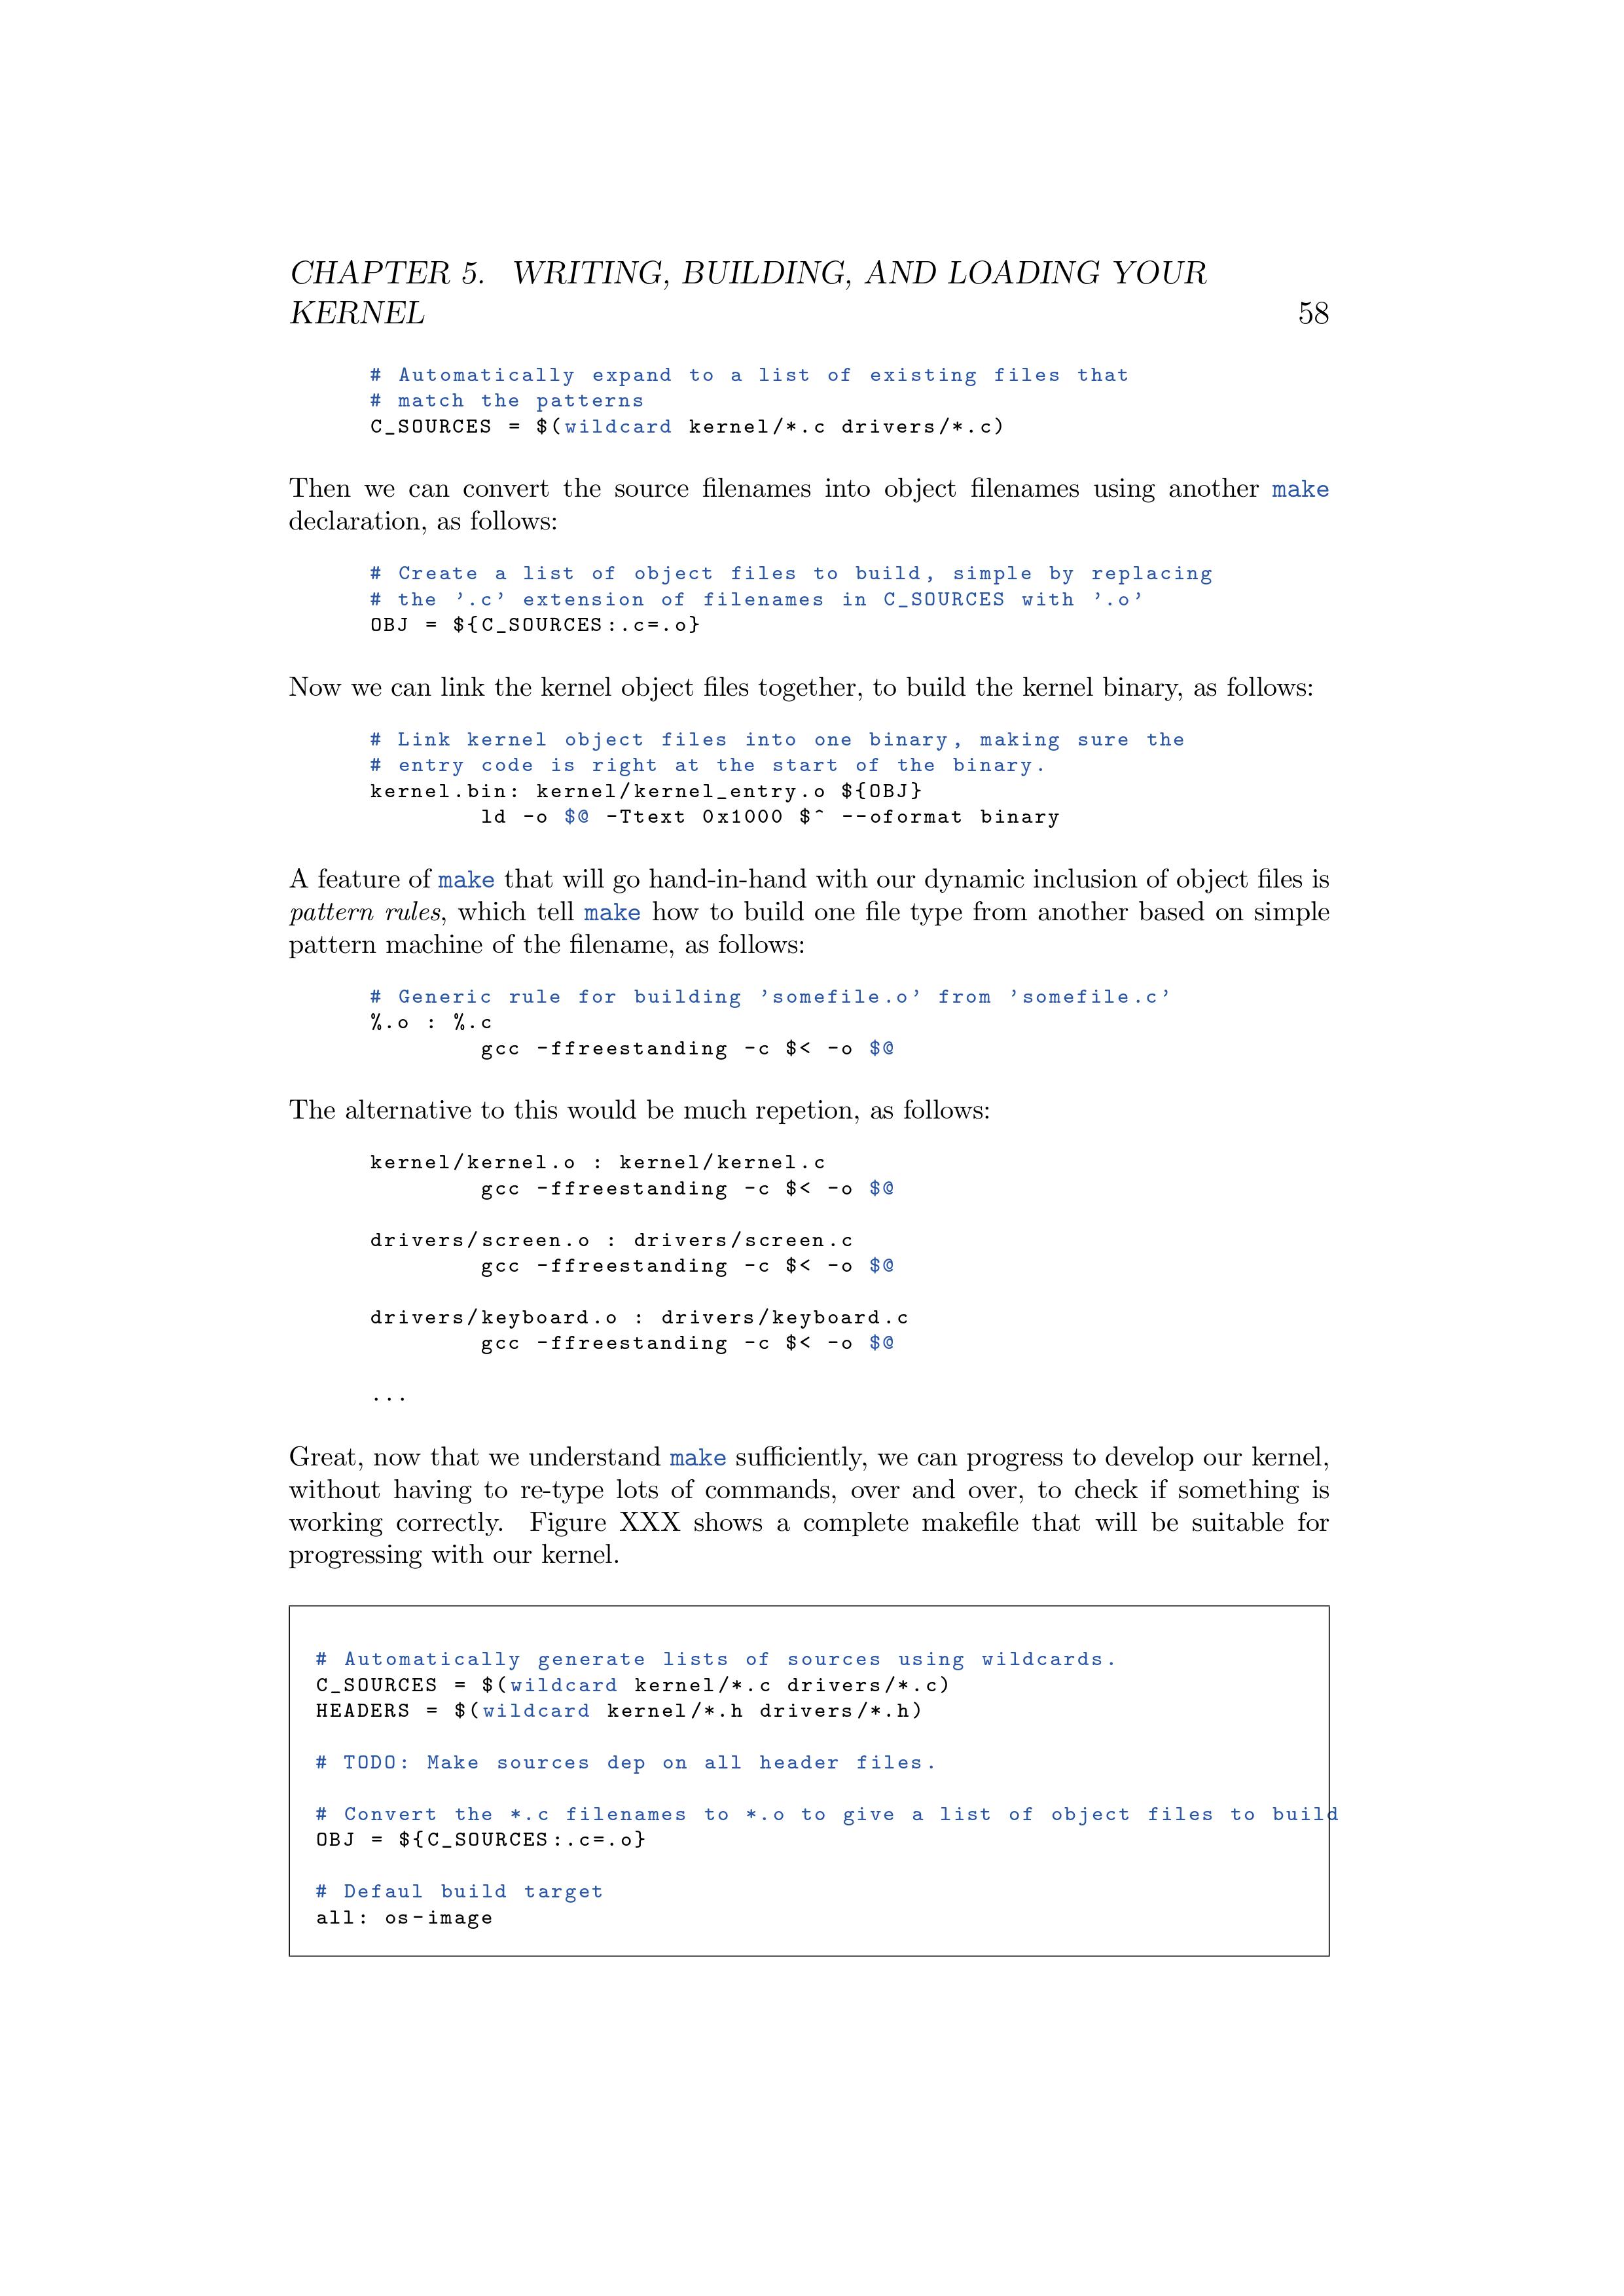 CHAPTER 5. WRITING, BUILDING, AND LOADING YOUR
KERNEL 58
# Automatically expand to a list of existing files that
# match the patterns
C_SOURCES = $(wildcard kernel/*.c drivers/*.c)
Then we can convert the source filenames into object filenames using another make
declaration, as follows:
# Create a list of object files to build, simple by replacing
# the ’.c’ extension of filenames in C_SOURCES with ’.o’
OBJ = ${C_SOURCES:.c=.o}
Now we can link the kernel object files together, to build the kernel binary, as follows:
# Link kernel object files into one binary, making sure the
# entry code is right at the start of the binary.
kernel.bin: kernel/kernel_entry.o ${OBJ}
ld -o $@ -Ttext 0x1000 $^ --oformat binary
A feature of make that will go hand-in-hand with our dynamic inclusion of object files is
pattern rules, which tell make how to build one file type from another based on simple
pattern machine of the filename, as follows:
# Generic rule for building ’somefile.o’ from ’somefile.c’
%.o : %.c
gcc -ffreestanding -c $< -o $@
The alternative to this would be much repetion, as follows:
kernel/kernel.o : kernel/kernel.c
gcc -ffreestanding -c $< -o $@
drivers/screen.o : drivers/screen.c
gcc -ffreestanding -c $< -o $@
drivers/keyboard.o : drivers/keyboard.c
gcc -ffreestanding -c $< -o $@
...
Great, now that we understand make sufficiently, we can progress to develop our kernel,
without having to re-type lots of commands, over and over, to check if something is
working correctly. Figure XXX shows a complete makefile that will be suitable for
progressing with our kernel.
# Automatically generate lists of sources using wildcards.
C_SOURCES = $(wildcard kernel/*.c drivers/*.c)
HEADERS = $(wildcard kernel/*.h drivers/*.h)
# TODO: Make sources dep on all header files.
# Convert the *.c filenames to *.o to give a list of object files to build
OBJ = ${C_SOURCES:.c=.o}
# Defaul build target
all: os-image